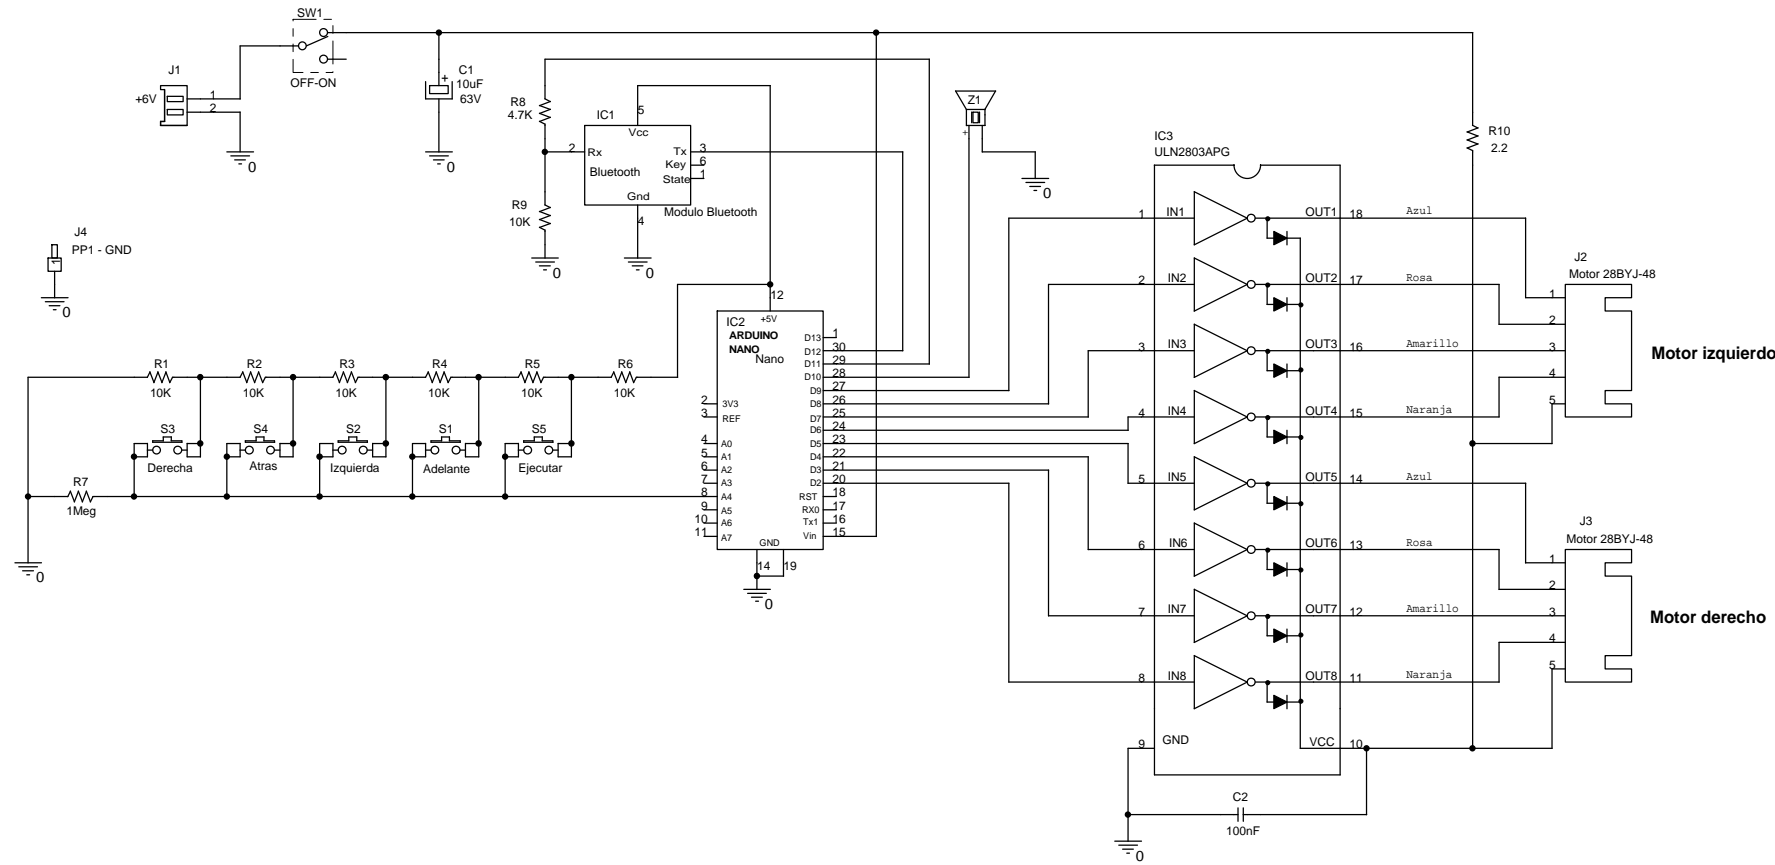 SW1
OFF-ON
J1
+6V
1
2
0
C1
+
10uF
63V
0
R8
4.7K
R9
10K
0
IC1
5
Vcc
2
Rx
Tx
3
Key
6
State
1
Bluetooth
Gnd
4
Modulo Bluetooth
0
Z1
+
0
J4
PP1 - GND
1
0
R1
10K
R2
10K
R3
10K
R4
10K
R5
10K
R6
10K
S3
Derecha
S4
Atras
S2
Izquierda
S1
Adelante
S5
Ejecutar
R7
1Meg
0
12
+5V
IC2
ARDUINO
NANO
Nano
2 3V3
3 REF
4 A0
5 A1
6 A2
7 A3
8 A4
9 A5
10 A6
11 A7
D13 1
D12 30
D11 29
D10 28
D9 27
D8 26
D7 25
D6 24
D5 23
D4 22
D3 21
D2 20
RST 18
RX0 17
Tx1 16
Vin 15
GND
14 19
0
IC3
ULN2803APG
1 IN1 OUT1 18 Azul
2 IN2 OUT2 17 Rosa
3 IN3 OUT3 16 Amarillo
4 IN4 OUT4 15 Naranja
5 IN5 OUT5 14 Azul
6 IN6 OUT6 13 Rosa
7 IN7 OUT7 12 Amarillo
8 IN8 OUT8 11 Naranja
9 GND VCC 10
C2
100nF
0
R10
2.2
J2
Motor 28BYJ-48
1
2
3
4
5
Motor izquierdo
J3
Motor 28BYJ-48
1
2
3
4
5
Motor derecho